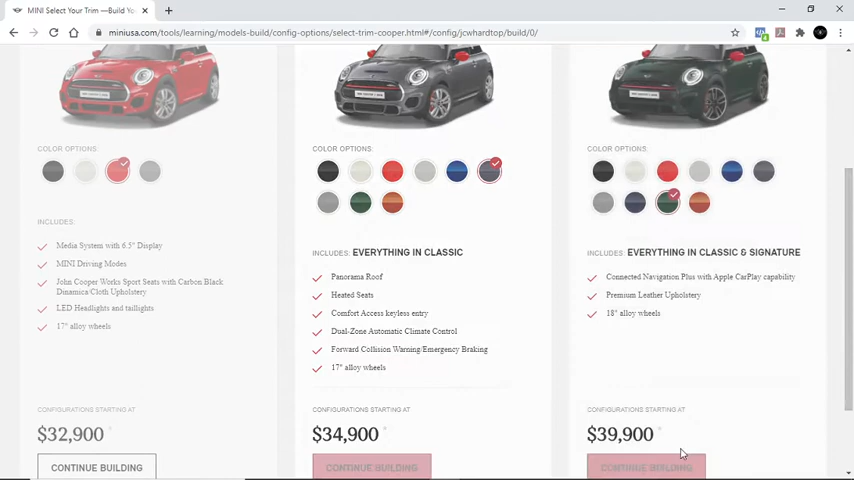 MINI Select Your Trim —Build Yo
miniusa.com/tools/learning/models-build/config-options/select-trim-cooper.html#/config/jcwhardtop/build/0/
COLOR OPTIONS:
INCLUDES:
Media System with 6.5" Display
MINI Driving Modes
John Cooper Works Sport Seats with Carbon Black
Dinamica/Cloth Upholstery
LED Headlights and taillights
17" alloy wheels
CONFIGURATIONS STARTING AT
$32,900 *
CONTINUE BUILDING
COLOR OPTIONS:
INCLUDES: EVERYTHING IN CLASSIC
Panorama Roof
Heated Seats
Comfort Access keyless entry
Dual-Zone Automatic Climate Control
Forward Collision Warning/Emergency Braking
17" alloy wheels
CONFIGURATIONS STARTING AT
$34,900 *
CONTINUE BUILDING
COLOR OPTIONS:
INCLUDES: EVERYTHING IN CLASSIC & SIGNATURE
Connected Navigation Plus with Apple CarPlay capability
Premium Leather Upholstery
18" alloy wheels
CONFIGURATIONS STARTING AT
$39,900 *
CONTINUE BUILDING